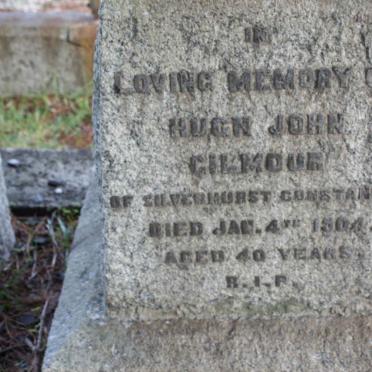 IN
LOVING MEMORY
HUGH JOHN
GILMOUR
OF SILVERHURST CONSTAN
DIED JAN. 4TH 1904.
AGED 40 YEARS.
R.I.P.